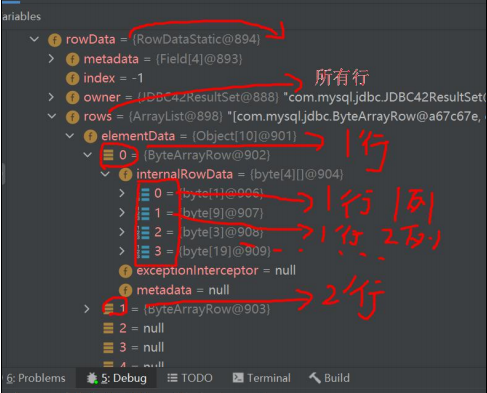 ariables
rowData = {RowDataStatic@894}
metadata = {Field[4]@893}
index = -1
所有行
owner = {JDBC42ResultSet@888} "com.mysql.jdbc.JDBC42ResultSet@
rows = {ArrayList@898} "[com.mysql.jdbc.ByteArrayRow@a67c67e, c
elementData = {Object[10]@901}
0 = {ByteArrayRow@902}
1行
internalRowData = {byte[4][]@904}
0 = {byte[1]@906}
1行 1列
1 = {byte[9]@907}
1行 2列
2 = {byte[3]@908}
3 = {byte[19]@909}
exceptionInterceptor = null
metadata = null
2行
1 = {ByteArrayRow@903}
2 = null
3 = null
4 = null
6: Problems 5: Debug TODO Terminal Build